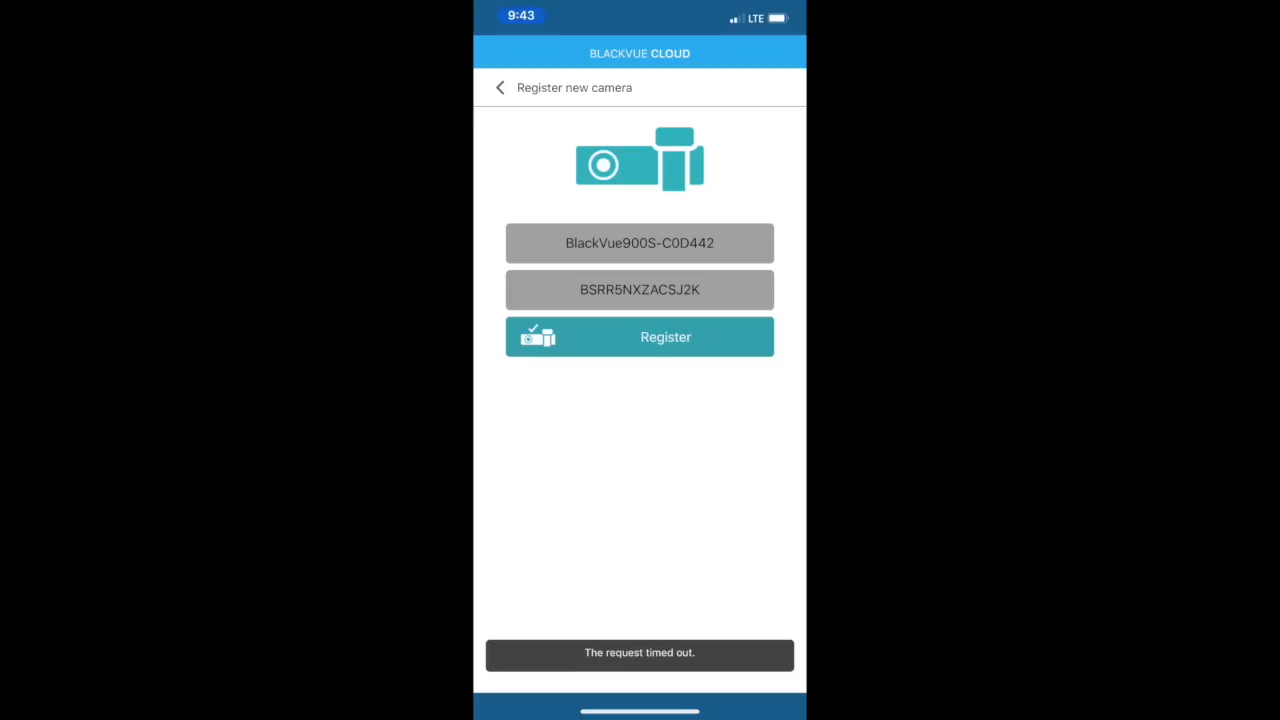 9:43
LTE
BLACKVUE CLOUD
Register new camera
BlackVue900S-C0D442
BSRR5NXZACSJ2K
Register
The request timed out.